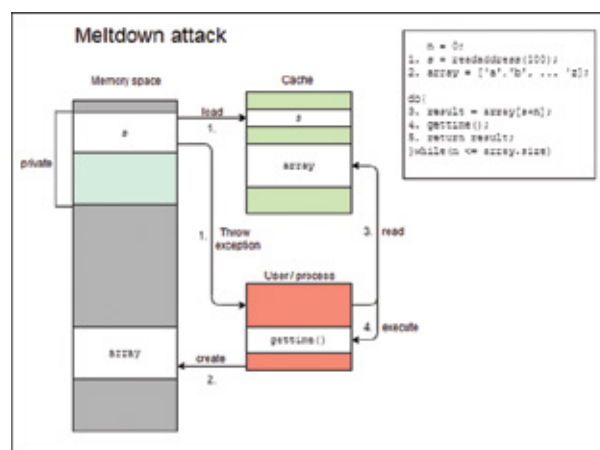 Meltdown attack
Memory space
Cache
load
1.
s
s
private
array
1.
Throw
exception
3.
read
User / process
4.
execute
gettime()
array
create
2.
n = 0;
1. s = readaddress(100);
2. array = ['a','b', ... 'z];
do{
3. result = array[s+n];
4. gettime();
5. return result;
}while(n <= array.size)